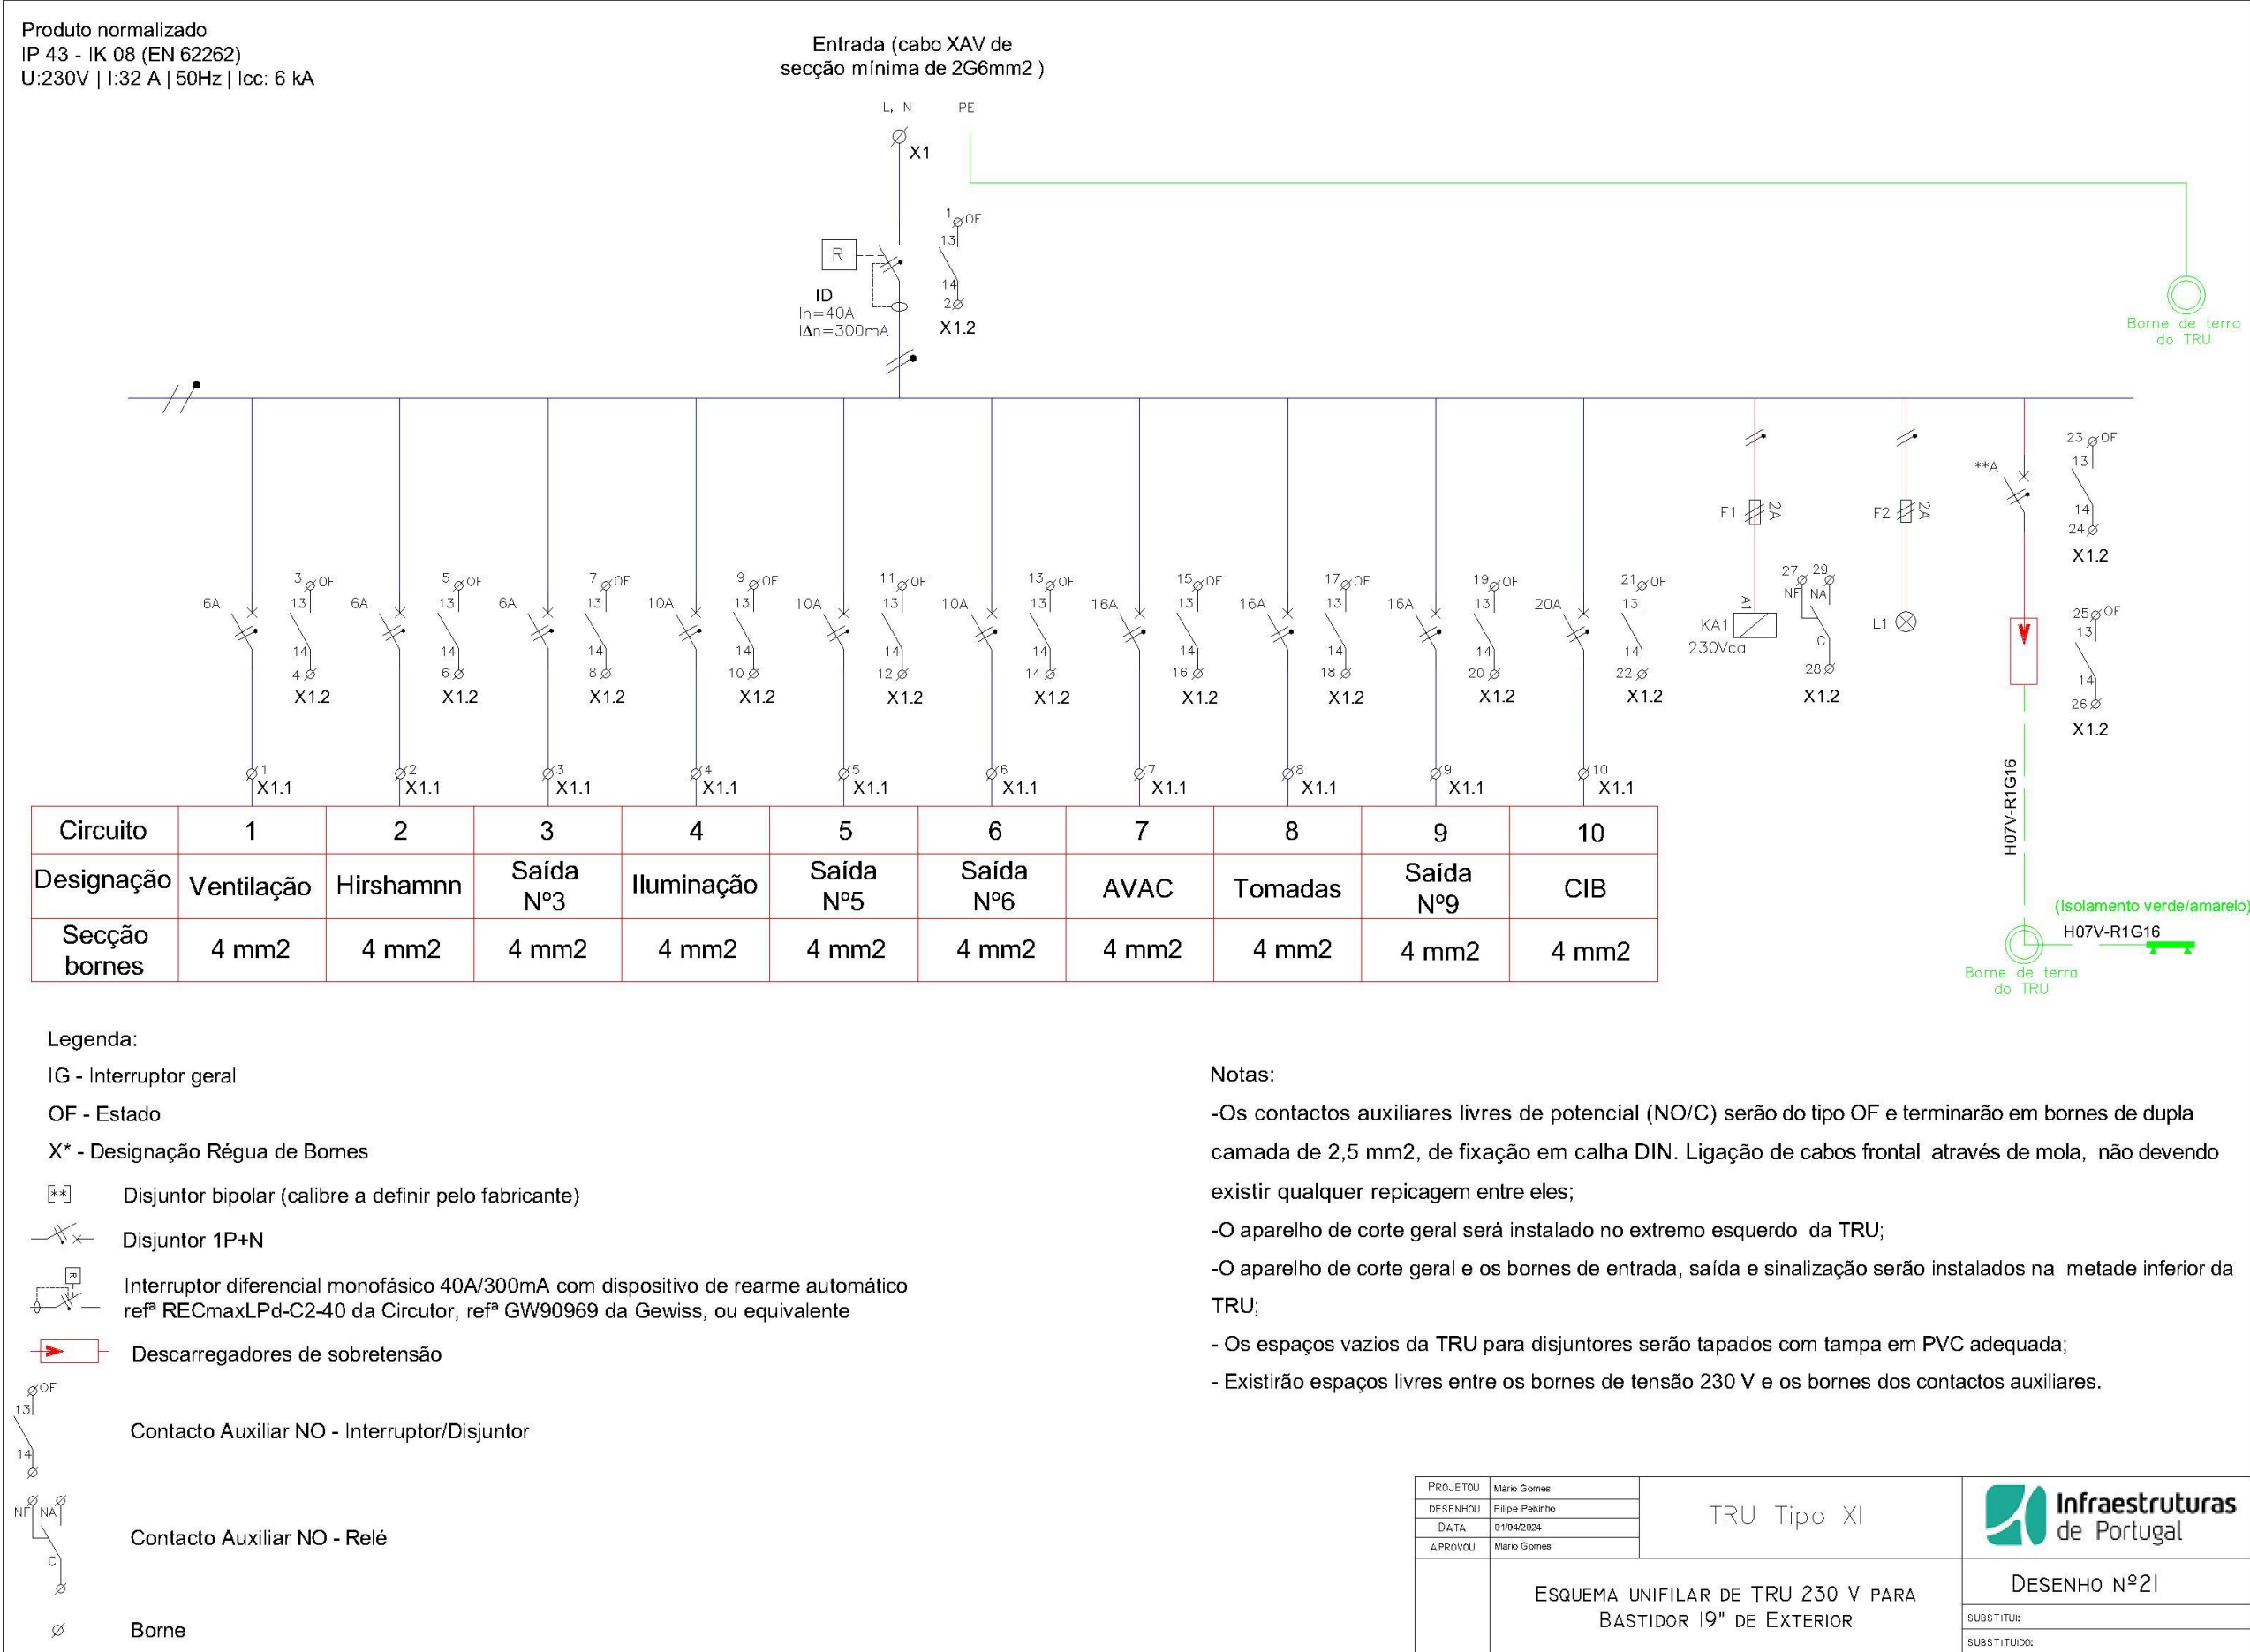 Produto normalizado
IP 43 - IK 08 (EN 62262)
U:230V | I:32 A | 50Hz | Icc: 6 kA
Entrada (cabo XAV de
secção mínima de 2G6mm2 )
L, N PE
X1
1 OF
13
14
2
X1.2
R
ID
In=40A
IΔn=300mA
Borne de terra
do TRU
6A
3 OF
13
14
4
X1.2
6A
5 OF
13
14
6
X1.2
6A
7 OF
13
14
8
X1.2
10A
9 OF
13
14
10
X1.2
10A
11 OF
13
14
12
X1.2
10A
13 OF
13
14
14
X1.2
16A
15 OF
13
14
16
X1.2
16A
17 OF
13
14
18
X1.2
16A
19 OF
13
14
20
X1.2
20A
21 OF
13
14
22
X1.2
F1 2A
A1
KA1
230Vca
27 29
NF NA
C
28
X1.2
F2 2A
L1
**A
23 OF
13
14
24
X1.2
25 OF
13
14
26
X1.2
H07V-R1G16
(Isolamento verde/amarelo)
H07V-R1G16
Borne de terra
do TRU
1 X1.1
2 X1.1
3 X1.1
4 X1.1
5 X1.1
6 X1.1
7 X1.1
8 X1.1
9 X1.1
10 X1.1
Circuito 1 2 3 4 5 6 7 8 9 10
Designação Ventilação Hirshamnn Saída Nº3 Iluminação Saída Nº5 Saída Nº6 AVAC Tomadas Saída Nº9 CIB
Secção bornes 4 mm2 4 mm2 4 mm2 4 mm2 4 mm2 4 mm2 4 mm2 4 mm2 4 mm2 4 mm2
Legenda:
IG - Interruptor geral
OF - Estado
X* - Designação Régua de Bornes
[**] Disjuntor bipolar (calibre a definir pelo fabricante)
Disjuntor 1P+N
R
Interruptor diferencial monofásico 40A/300mA com dispositivo de rearme automático
refª RECmaxLPd-C2-40 da Circutor, refª GW90969 da Gewiss, ou equivalente
Descarregadores de sobretensão
OF
13
14
Contacto Auxiliar NO - Interruptor/Disjuntor
NF NA
C
Contacto Auxiliar NO - Relé
Borne
Notas:
-Os contactos auxiliares livres de potencial (NO/C) serão do tipo OF e terminarão em bornes de dupla
camada de 2,5 mm2, de fixação em calha DIN. Ligação de cabos frontal através de mola, não devendo
existir qualquer repicagem entre eles;
-O aparelho de corte geral será instalado no extremo esquerdo da TRU;
-O aparelho de corte geral e os bornes de entrada, saída e sinalização serão instalados na metade inferior da
TRU;
- Os espaços vazios da TRU para disjuntores serão tapados com tampa em PVC adequada;
- Existirão espaços livres entre os bornes de tensão 230 V e os bornes dos contactos auxiliares.
PROJETOU Mário Gomes
DESENHOU Filipe Pekinho
DATA 01/04/2024
APROVOU Mário Gomes
TRU Tipo XI
Infraestruturas
de Portugal
ESQUEMA UNIFILAR DE TRU 230 V PARA
BASTIDOR 19" DE EXTERIOR
DESENHO Nº21
SUBSTITUI:
SUBSTITUIDO: